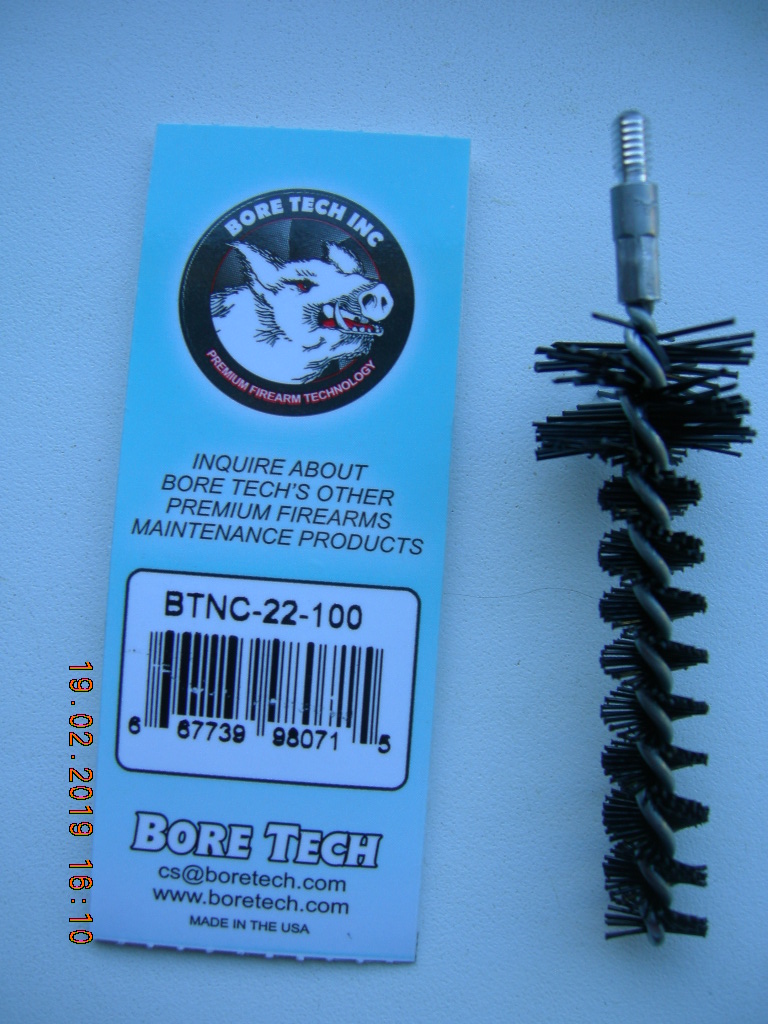 BORE TECH INC
PREMIUM FIREARM TECHNOLOGY
INQUIRE ABOUT
BORE TECH'S OTHER
PREMIUM FIREARMS
MAINTENANCE PRODUCTS
BTNC-22-100
6 67739 98071 5
BORE TECH
cs@boretech.com
www.boretech.com
MADE IN THE USA
19.02.2019 16:10